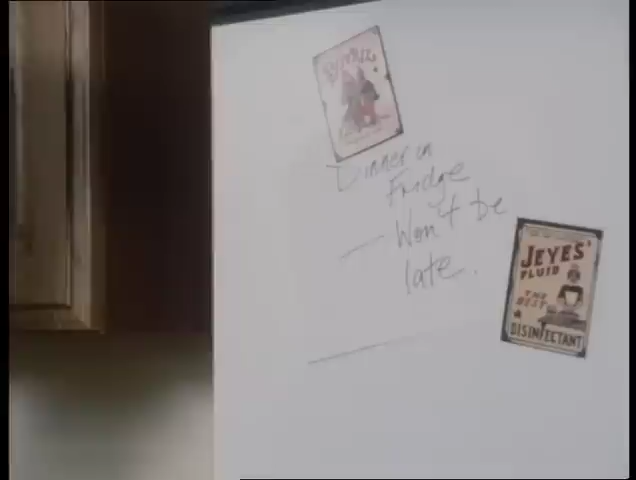 Dinner in
Fridge
— Won't be
late.
JEYES'
FLUID
THE
BEST
DISINFECTANT